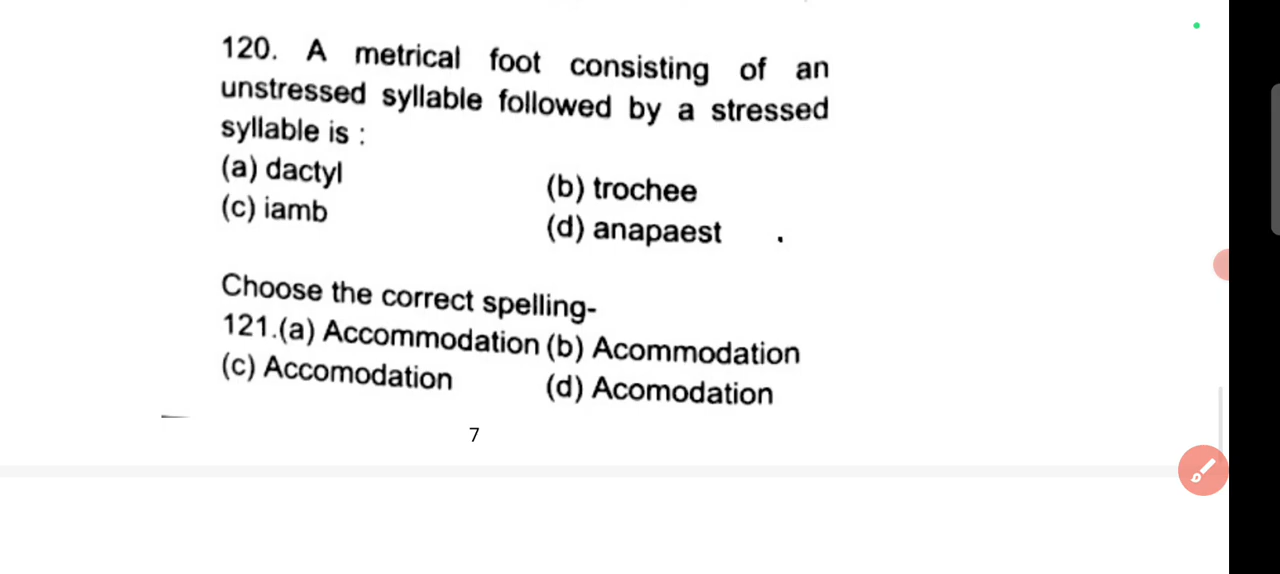 120. A metrical foot consisting of an
unstressed syllable followed by a stressed
syllable is :
(a) dactyl (b) trochee
(c) iamb (d) anapaest
Choose the correct spelling-
121.(a) Accommodation (b) Acommodation
(c) Accomodation (d) Acomodation
7